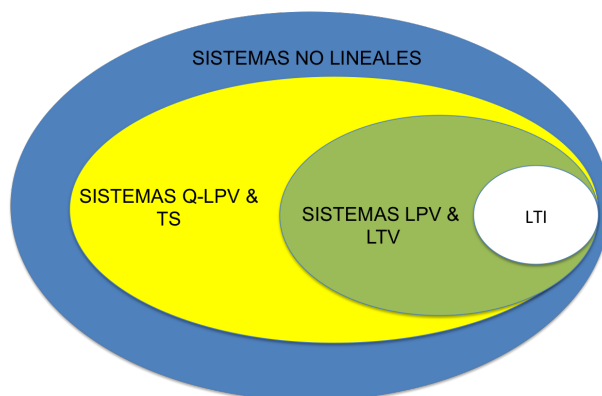 SISTEMAS NO LINEALES
SISTEMAS Q-LPV &
TS
SISTEMAS LPV &
LTV
LTI